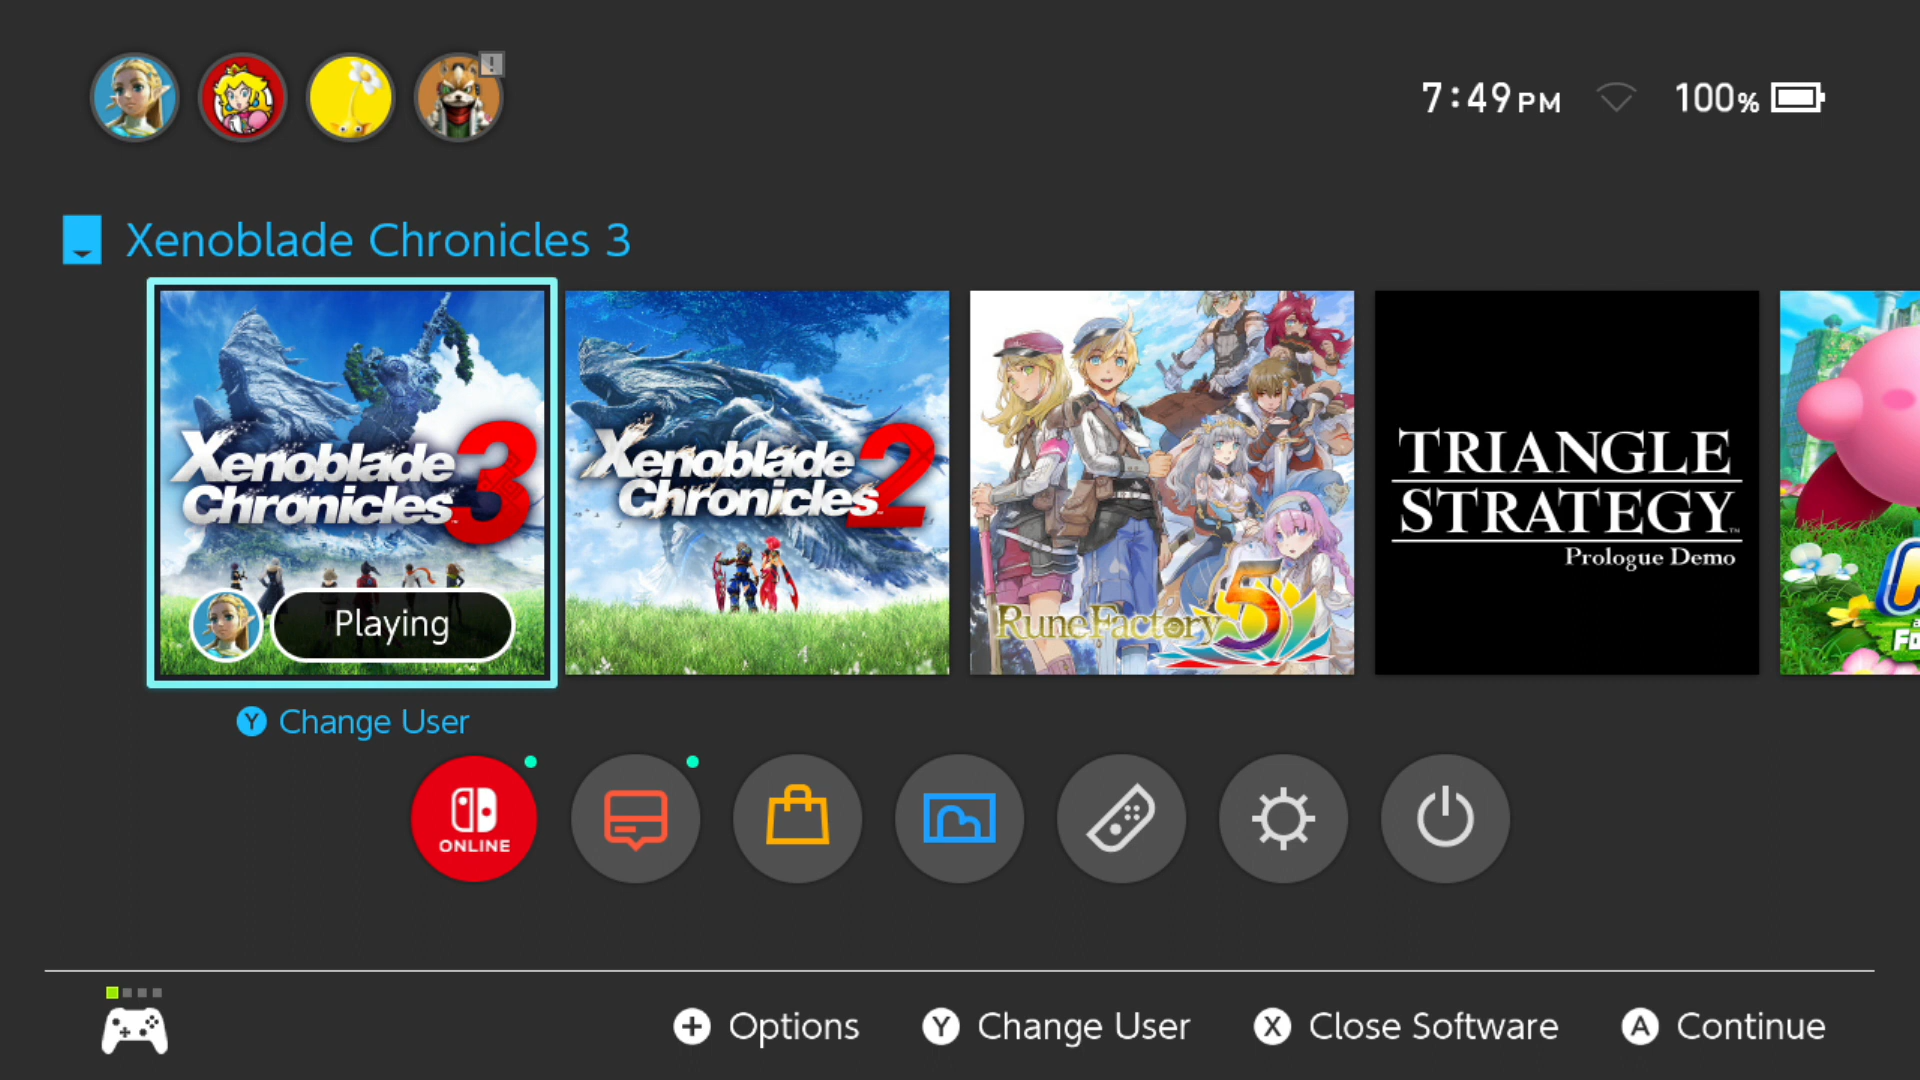 7:49 PM 100%
Xenoblade Chronicles 3
Xenoblade
Chronicles 3
Playing
Xenoblade
Chronicles 2
Rune Factory 5
TRIANGLE
STRATEGY
Prologue Demo
Y Change User
ONLINE
+ Options Y Change User X Close Software A Continue